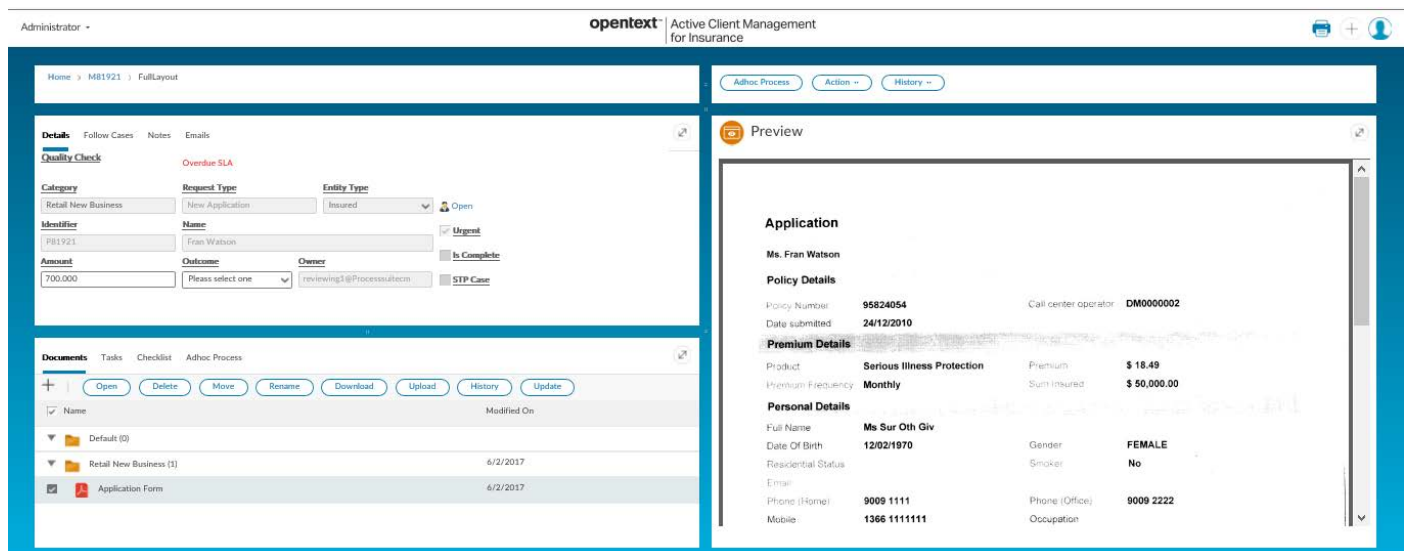 Administrator
opentext™ | Active Client Management
for Insurance
Home > M81921 > FullLayout
Adhoc Process Action History
Details Follow Cases Notes Emails
Quality Check
Overdue SLA
Category Request Type Entity Type
Retail New Business New Application Insured Open
Identifier Name
P81921 Fran Watson
Urgent
Amount Outcome Owner
Is Complete
700.000 Please select one reviewing1@Processsuitecm
STP Case
Documents Tasks Checklist Adhoc Process
+ Open Delete Move Rename Download Upload History Update
Name Modified On
Default (0)
Retail New Business (1) 6/2/2017
Application Form 6/2/2017
Preview
Application
Ms. Fran Watson
Policy Details
Policy Number 95824054 Call center operator DM0000002
Date submitted 24/12/2010
Premium Details
Product Serious Illness Protection Premium $ 18.49
Premium Frequency Monthly Sum Insured $ 50,000.00
Personal Details
Full Name Ms Sur Oth Giv
Date Of Birth 12/02/1970 Gender FEMALE
Residential Status Smoker No
Email
Phone (Home) 9009 1111 Phone (Office) 9009 2222
Mobile 1366 1111111 Occupation